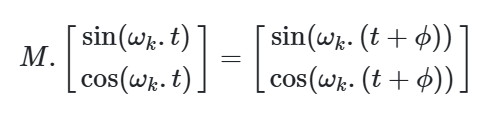 M. [ sin(ω_k. t) ] = [ sin(ω_k. (t + ϕ)) ]
[ cos(ω_k. t) ] [ cos(ω_k. (t + ϕ)) ]